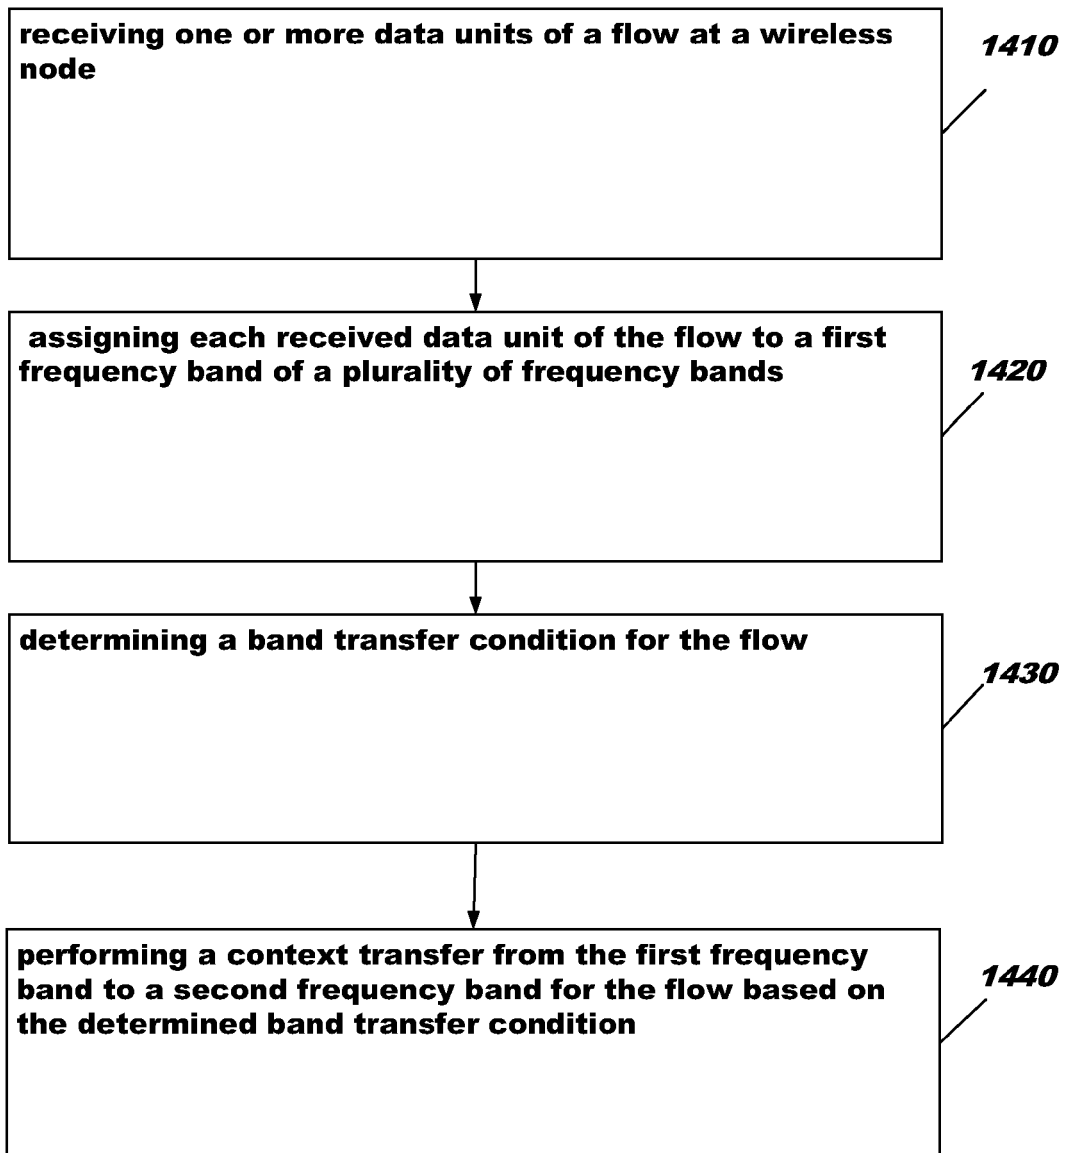 receiving one or more data units of a flow at a wireless
node
1410
assigning each received data unit of the flow to a first
frequency band of a plurality of frequency bands
1420
determining a band transfer condition for the flow
1430
performing a context transfer from the first frequency
band to a second frequency band for the flow based on
the determined band transfer condition
1440